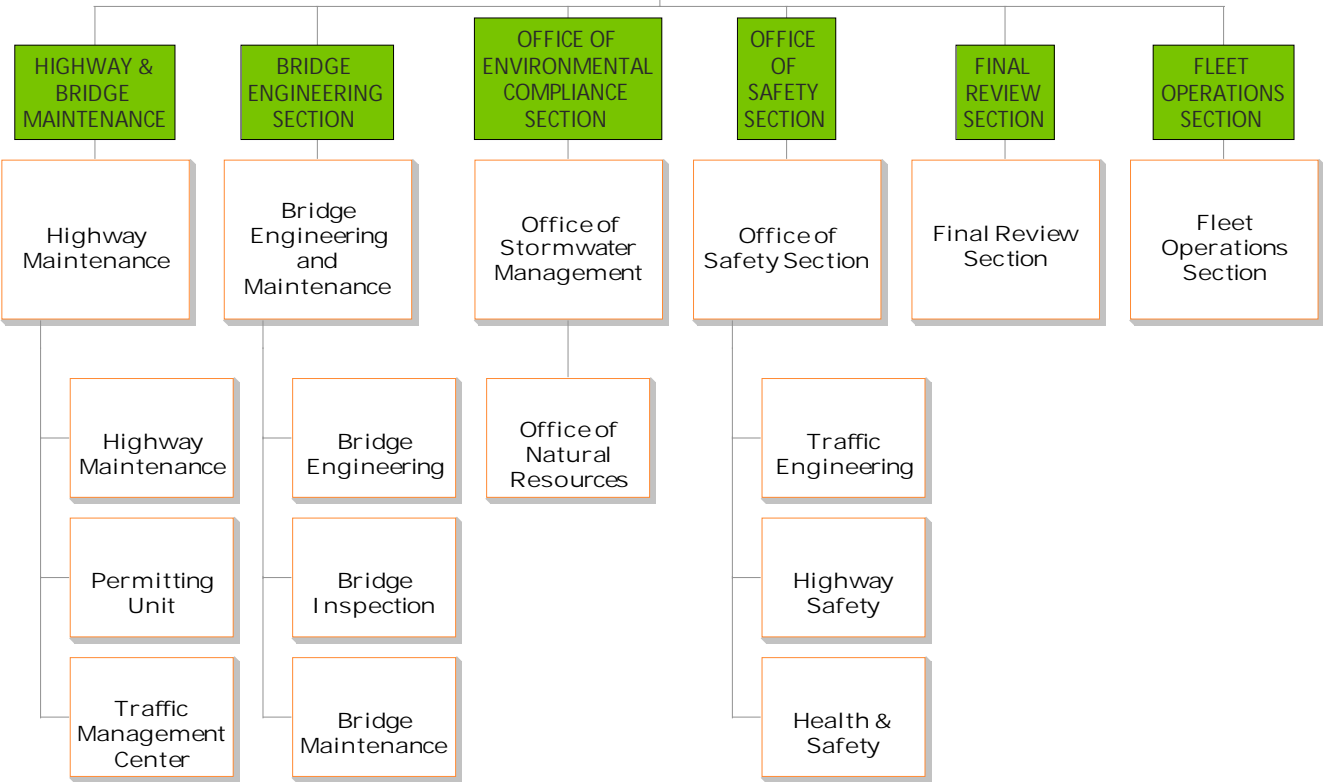 HIGHWAY &
BRIDGE
MAINTENANCE
BRIDGE
ENGINEERING
SECTION
OFFICE OF
ENVIRONMENTAL
COMPLIANCE
SECTION
OFFICE
OF
SAFETY
SECTION
FINAL
REVIEW
SECTION
FLEET
OPERATIONS
SECTION
Highway
Maintenance
Bridge
Engineering
and
Maintenance
Office of
Stormwater
Management
Office of
Safety Section
Final Review
Section
Fleet
Operations
Section
Highway
Maintenance
Bridge
Engineering
Office of
Natural
Resources
Traffic
Engineering
Permitting
Unit
Bridge
Inspection
Highway
Safety
Traffic
Management
Center
Bridge
Maintenance
Health &
Safety